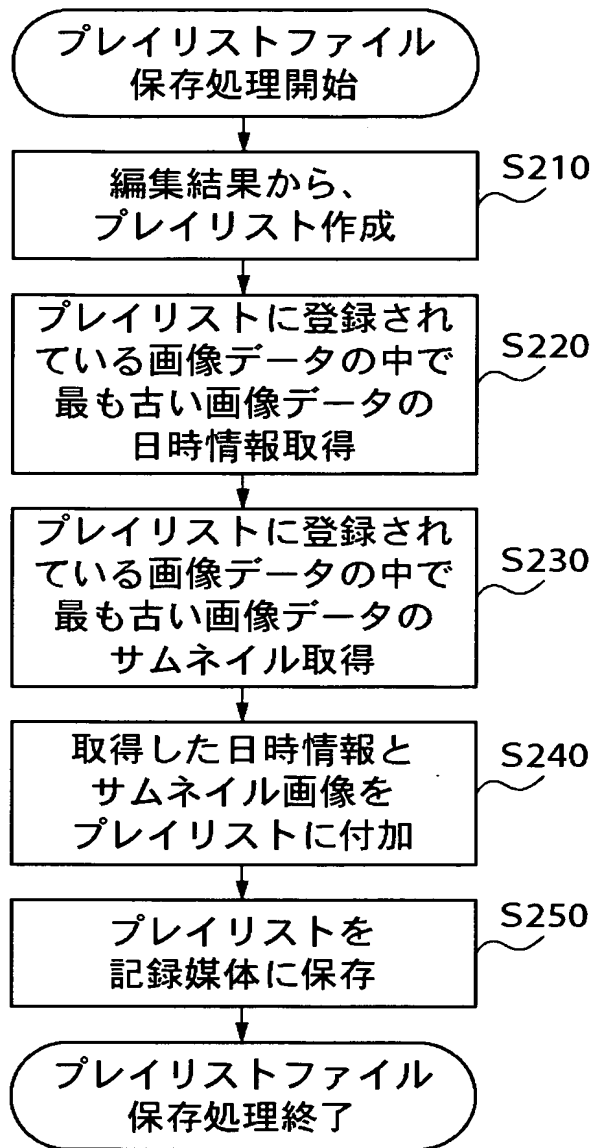 プレイリストファイル
保存処理開始
編集結果から、
プレイリスト作成
S210
プレイリストに登録され
ている画像データの中で
最も古い画像データの
日時情報取得
S220
プレイリストに登録され
ている画像データの中で
最も古い画像データの
サムネイル取得
S230
取得した日時情報と
サムネイル画像を
プレイリストに付加
S240
プレイリストを
記録媒体に保存
S250
プレイリストファイル
保存処理終了